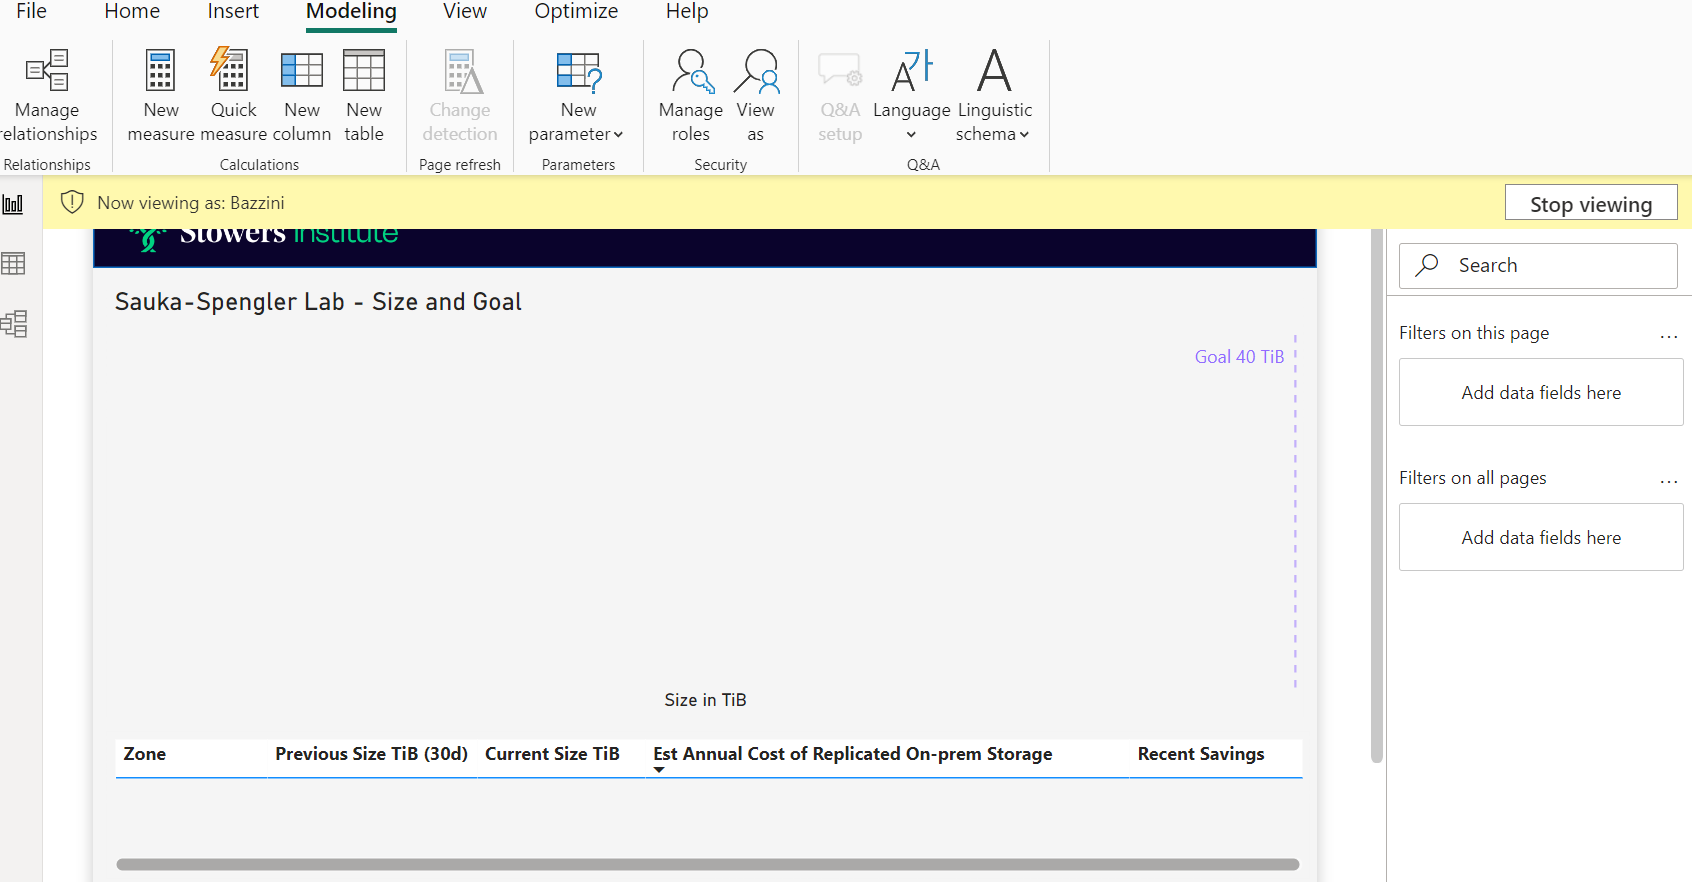 File Home Insert Modeling View Optimize Help
Manage relationships
New measure
Quick measure
New column
New table
Change detection
New parameter
Manage roles
View as
Q&A setup
Language
Linguistic schema
Relationships Calculations Page refresh Parameters Security Q&A
Now viewing as: Bazzini
Stop viewing
Stowers Institute
Search
Sauka-Spengler Lab - Size and Goal
Filters on this page ...
Goal 40 TiB
Add data fields here
Filters on all pages ...
Add data fields here
Size in TiB
Zone Previous Size TiB (30d) Current Size TiB Est Annual Cost of Replicated On-prem Storage Recent Savings